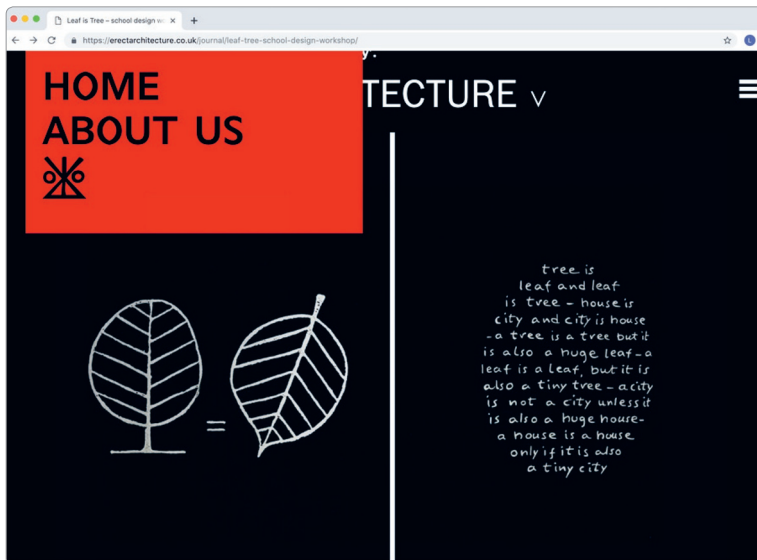 Leaf is Tree – school design wo
https://erectarchitecture.co.uk/journal/leaf-tree-school-design-workshop/
L
y.
HOME
ABOUT US
TECTURE
=
tree is
leaf and leaf
is tree – house is
city and city is house
– a tree is a tree but it
is also a huge leaf – a
leaf is a leaf, but it is
also a tiny tree – a city
is not a city unless it
is also a huge house –
a house is a house
only if it is also
a tiny city